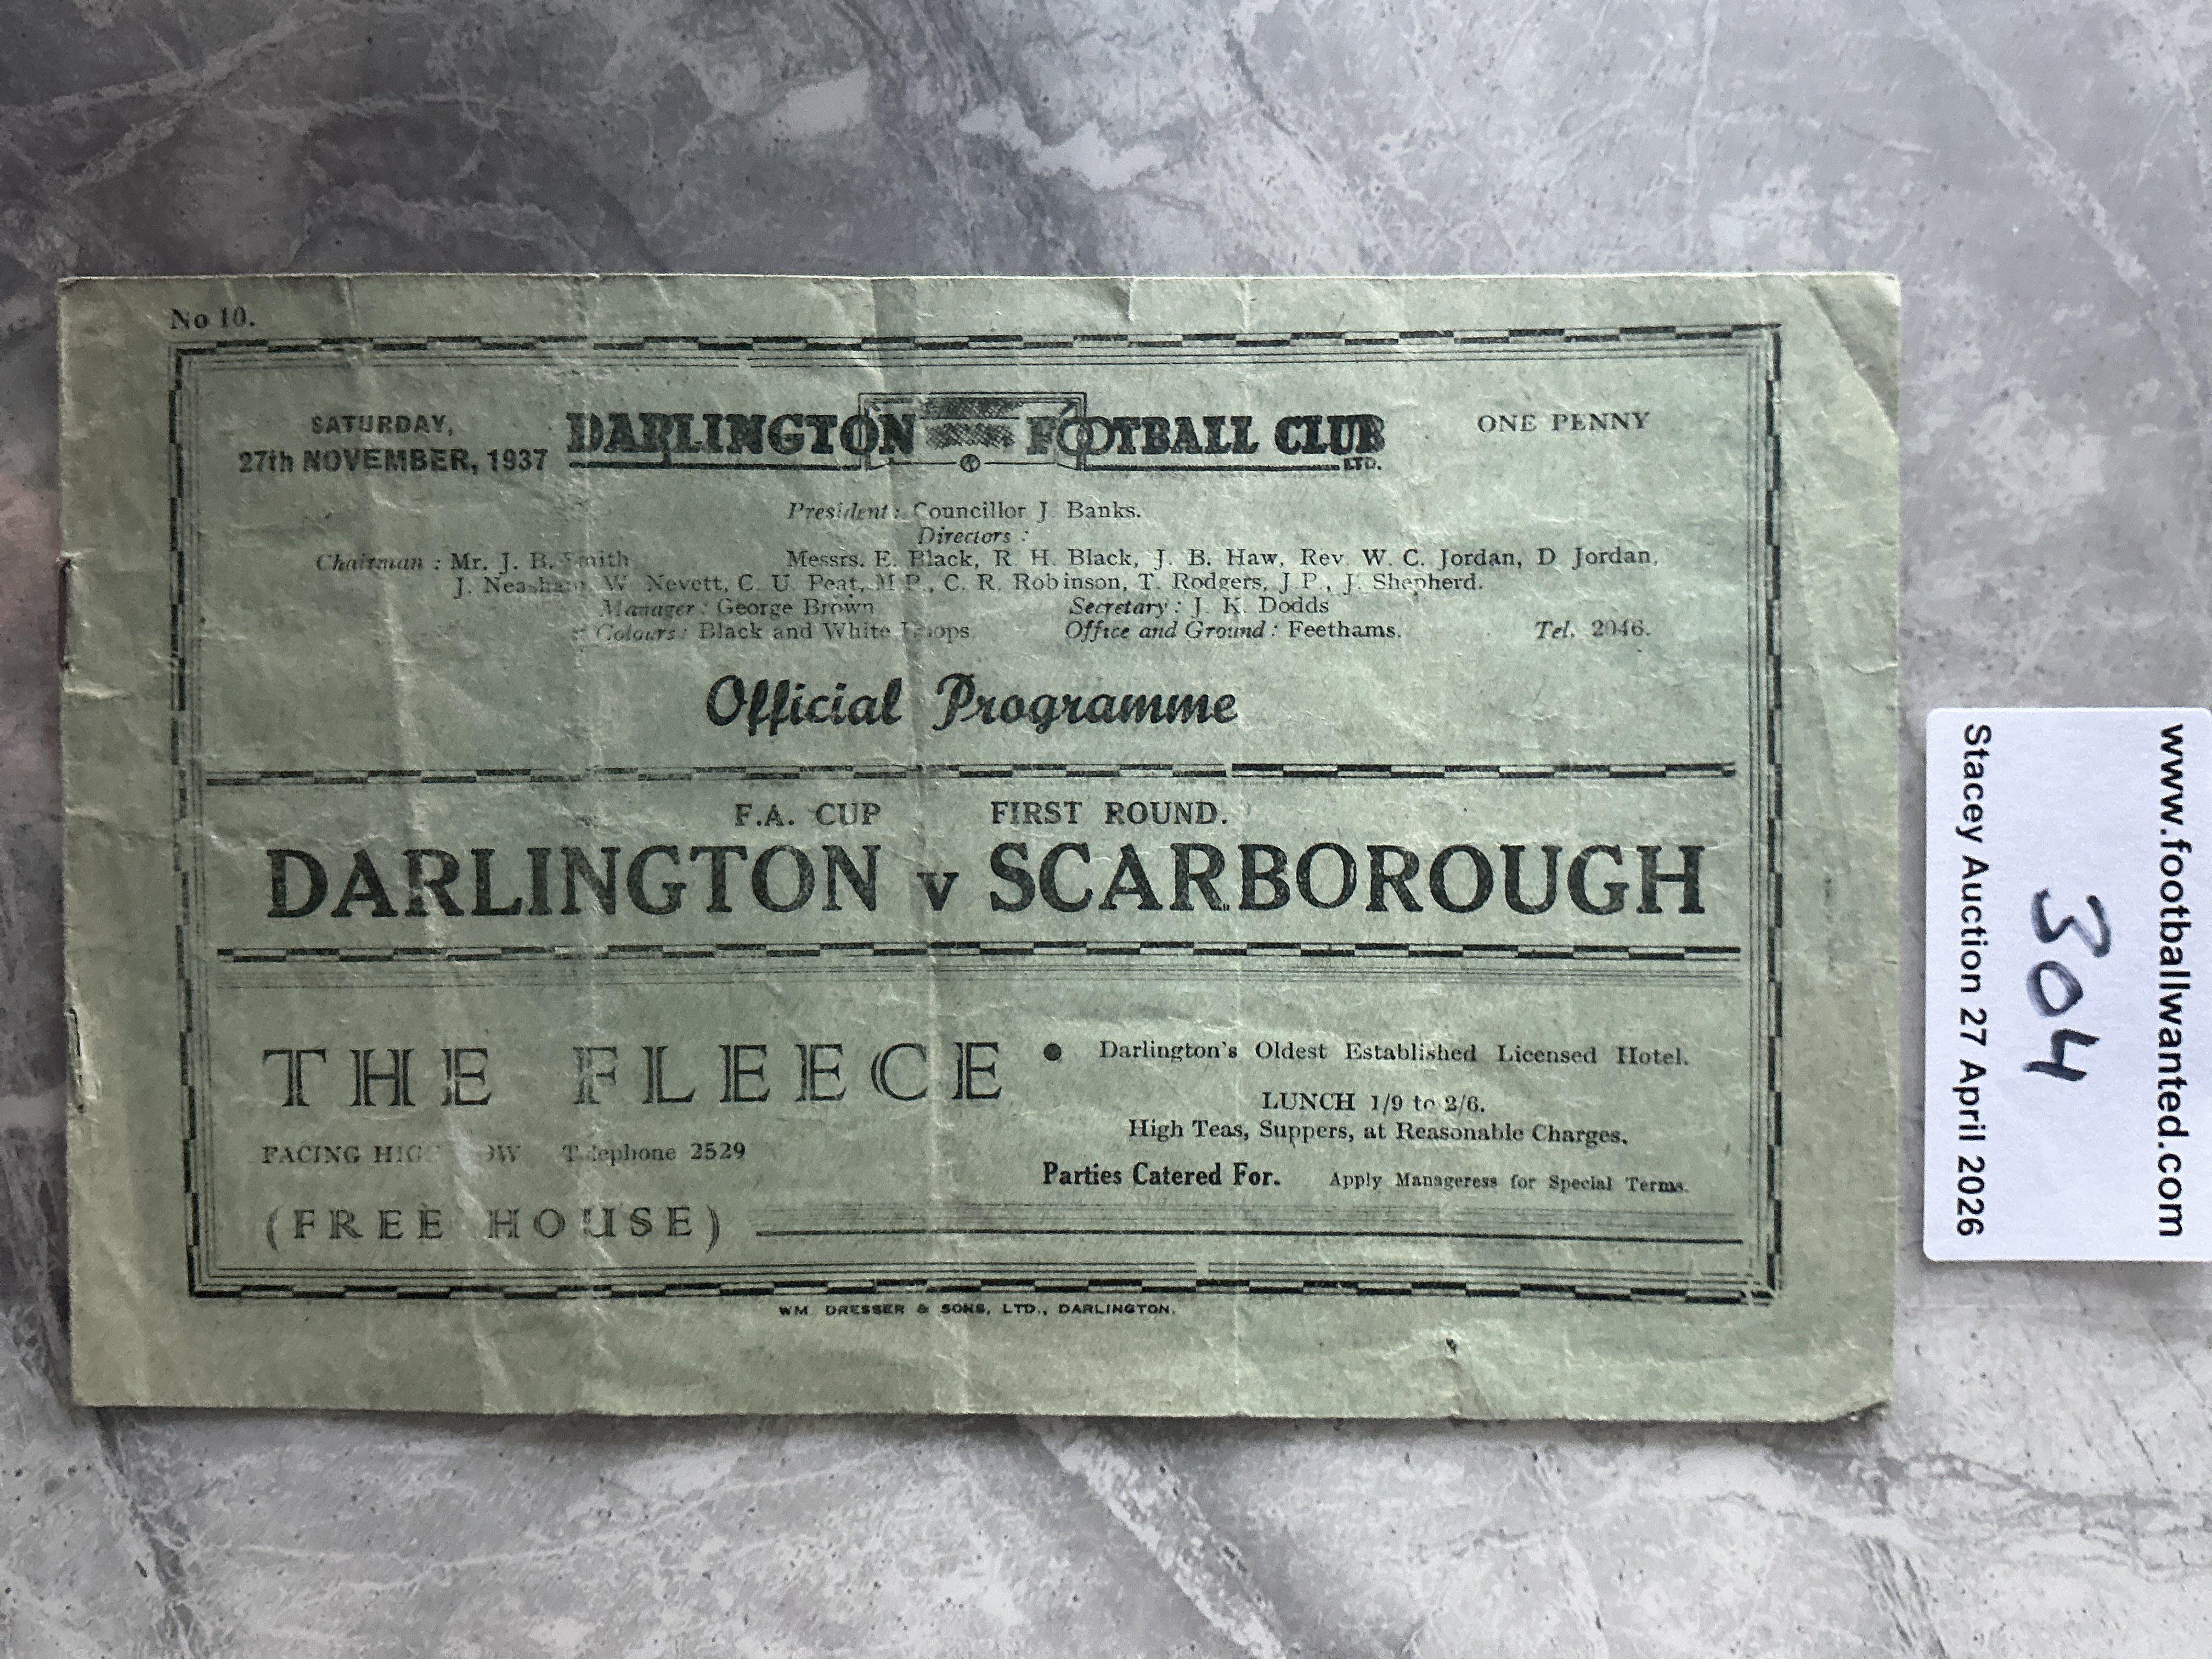 No 10.
SATURDAY,
27th NOVEMBER, 1937
DARLINGTON FOOTBALL CLUB
LTD.
ONE PENNY
President: Councillor J. Banks.
Directors:
Chairman: Mr. J. B. Smith Messrs. E. Black, R. H. Black, J. B. Haw, Rev. W. C. Jordan, D Jordan,
J. Neasham, W. Nevett, C. U. Peat, M.P., C. R. Robinson, T. Rodgers, J.P., J. Shepherd.
Manager: George Brown Secretary: J. K. Dodds
Colours: Black and White Hoops Office and Ground: Feethams. Tel. 2046.
Official Programme
F.A. CUP FIRST ROUND.
DARLINGTON v SCARBOROUGH
THE FLEECE
FACING Telephone 2529
(FREE HOUSE)
● Darlington's Oldest Established Licensed Hotel.
LUNCH 1/9 to 2/6.
High Teas, Suppers, at Reasonable Charges.
Parties Catered For. Apply Manageress for Special Terms.
WM. DRESSER & SONS, LTD., DARLINGTON.
www.footballwanted.com
304
Stacey Auction 27 April 2026